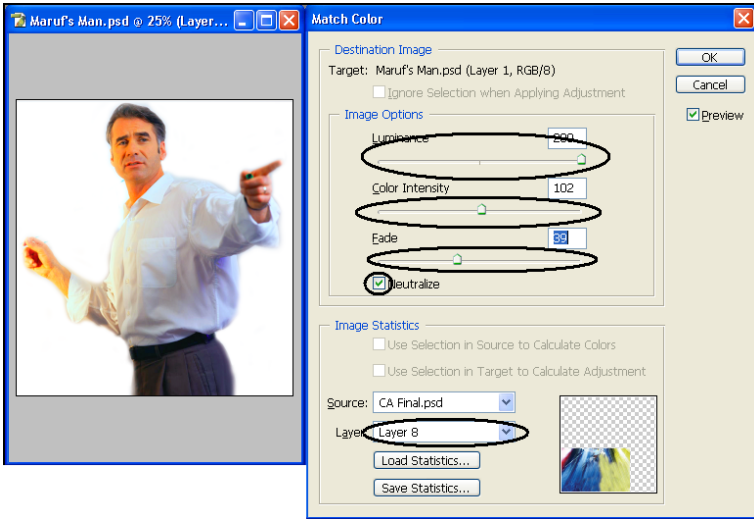 Maruf's Man.psd @ 25% (Layer...
Match Color
Destination Image
Target: Maruf's Man.psd (Layer 1, RGB/8)
Ignore Selection when Applying Adjustment
Image Options
Luminance 200
Color Intensity 102
Fade 39
Neutralize
Image Statistics
Use Selection in Source to Calculate Colors
Use Selection in Target to Calculate Adjustment
Source: CA Final.psd
Layer: Layer 8
Load Statistics...
Save Statistics...
OK
Cancel
Preview